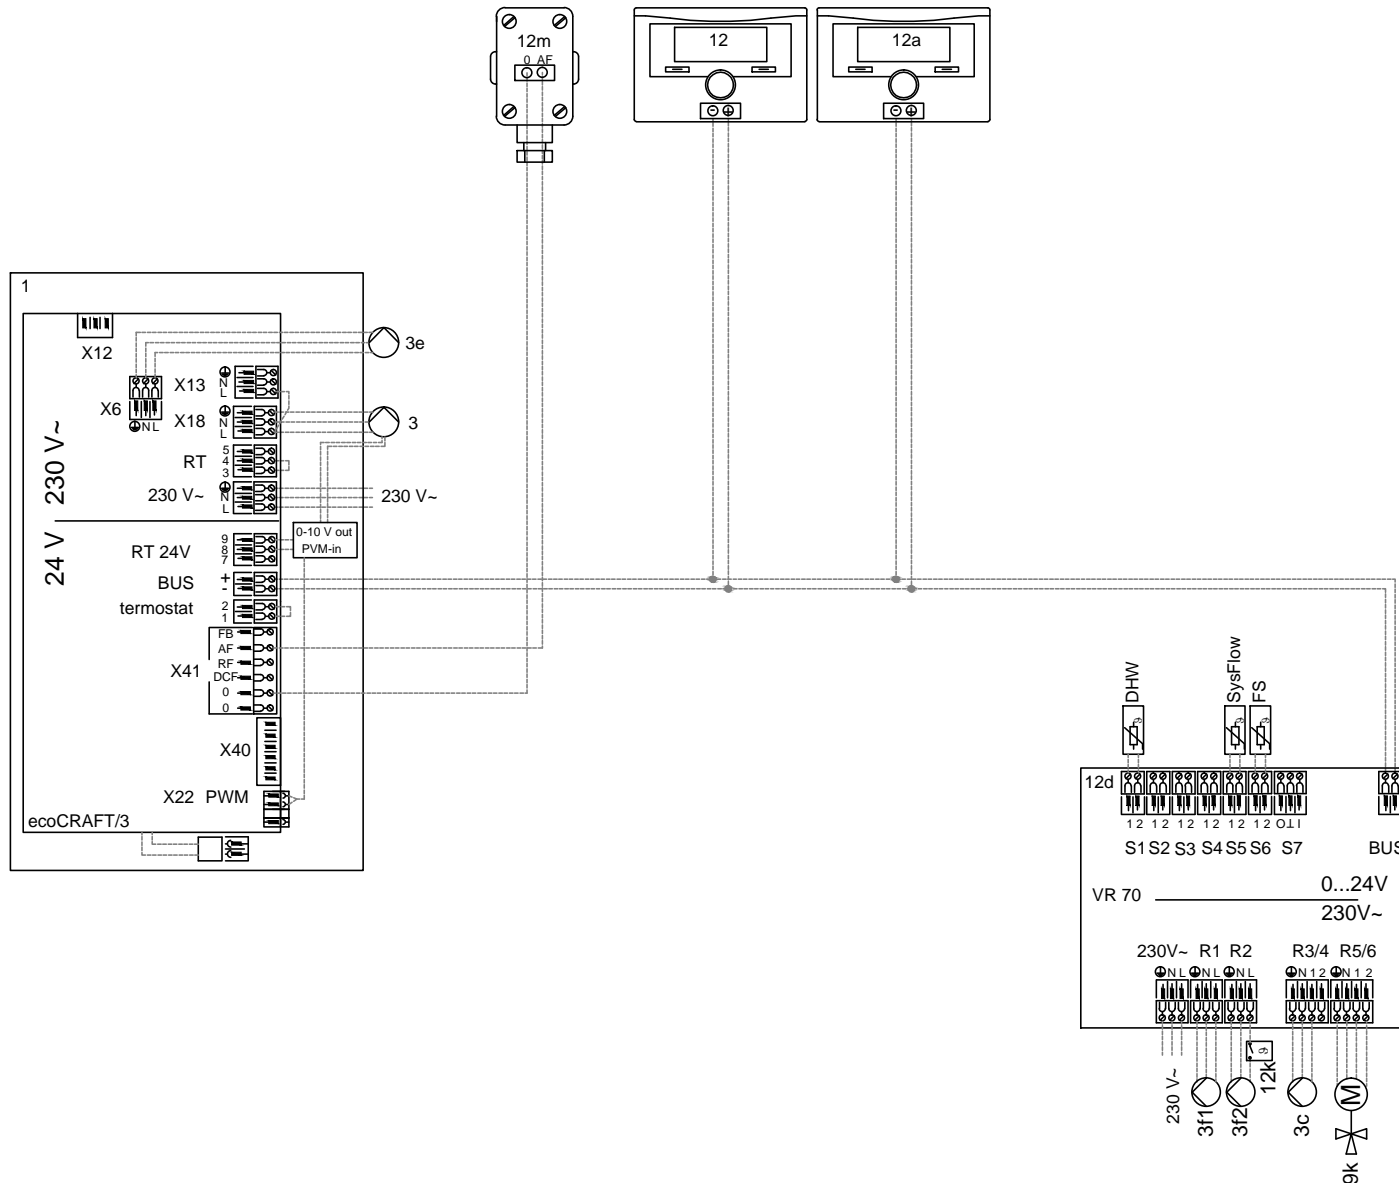 12m
0 AF
12
12a
1
X12
3e
X13
N
L
X6
NL
X18
N
L
3
RT
5
4
3
230 V~
24 V
230 V~
N
L
230 V~
0-10 V out
PVM-in
RT 24V
9
8
7
BUS
+
-
termostat
2
1
X41
FB
AF
RF
DCF
0
0
X40
X22 PWM
ecoCRAFT/3
DHW
SysFlow
FS
12d
1 2 1 2 1 2 1 2 1 2 1 2 O T I
S1 S2 S3 S4 S5 S6 S7
BUS
VR 70
0...24V
230V~
230V~ R1 R2 R3/4 R5/6
N L N L N L N 1 2 N 1 2
230 V~
3f1
3f2
12k
3c
M
9k